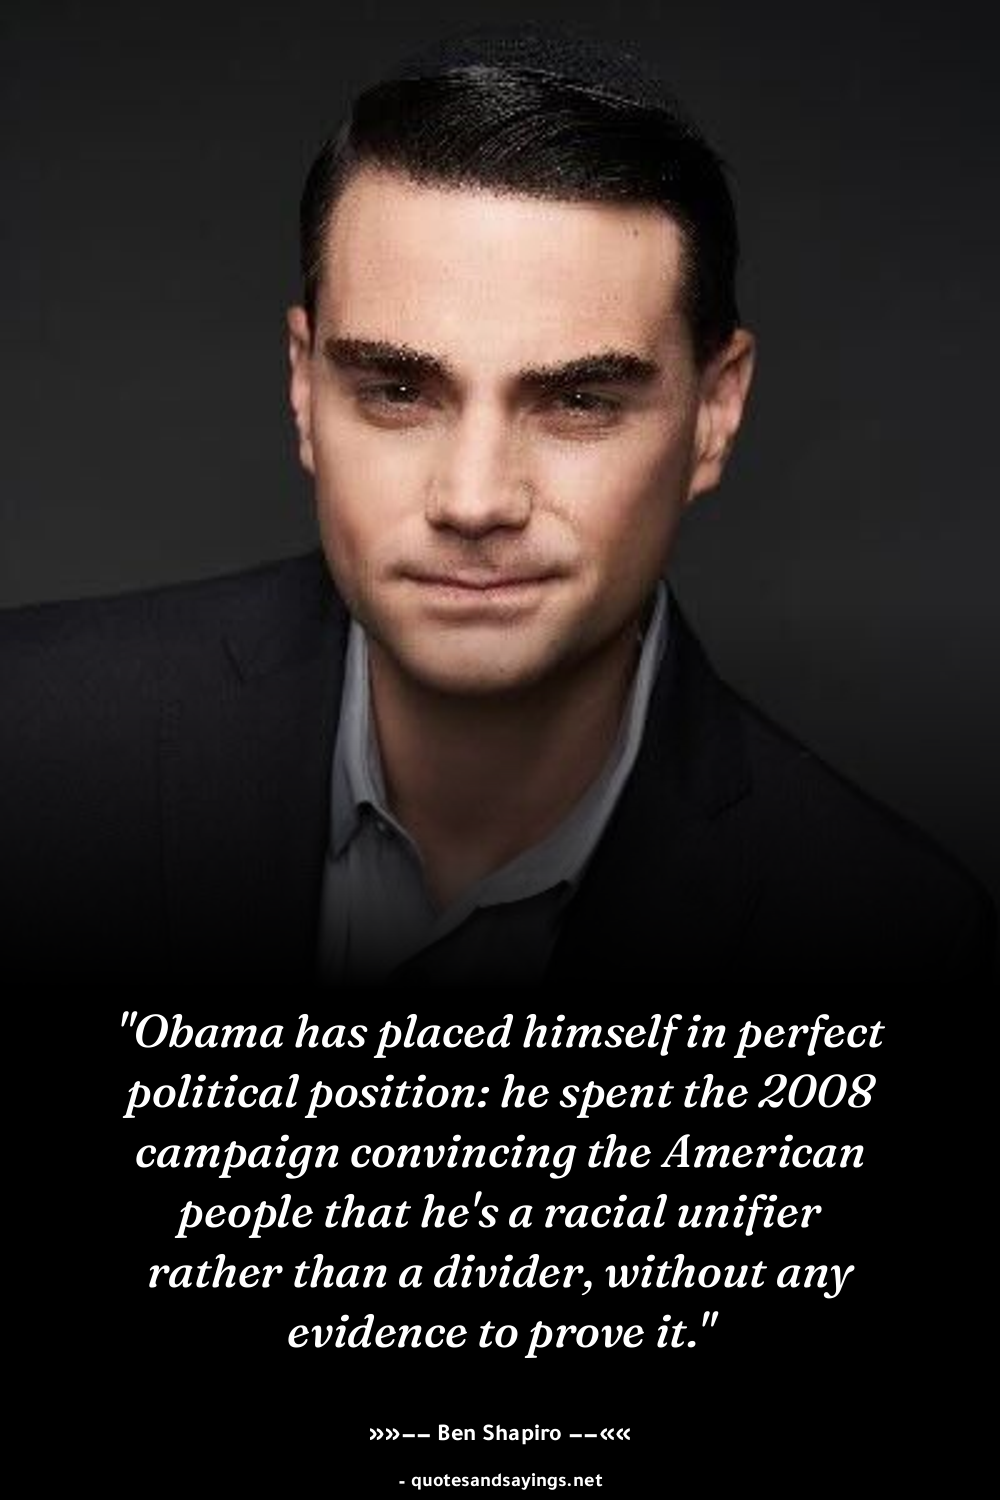 "Obama has placed himself in perfect
political position: he spent the 2008
campaign convincing the American
people that he's a racial unifier
rather than a divider, without any
evidence to prove it."
»»–– Ben Shapiro ––««
- quotesandsayings.net